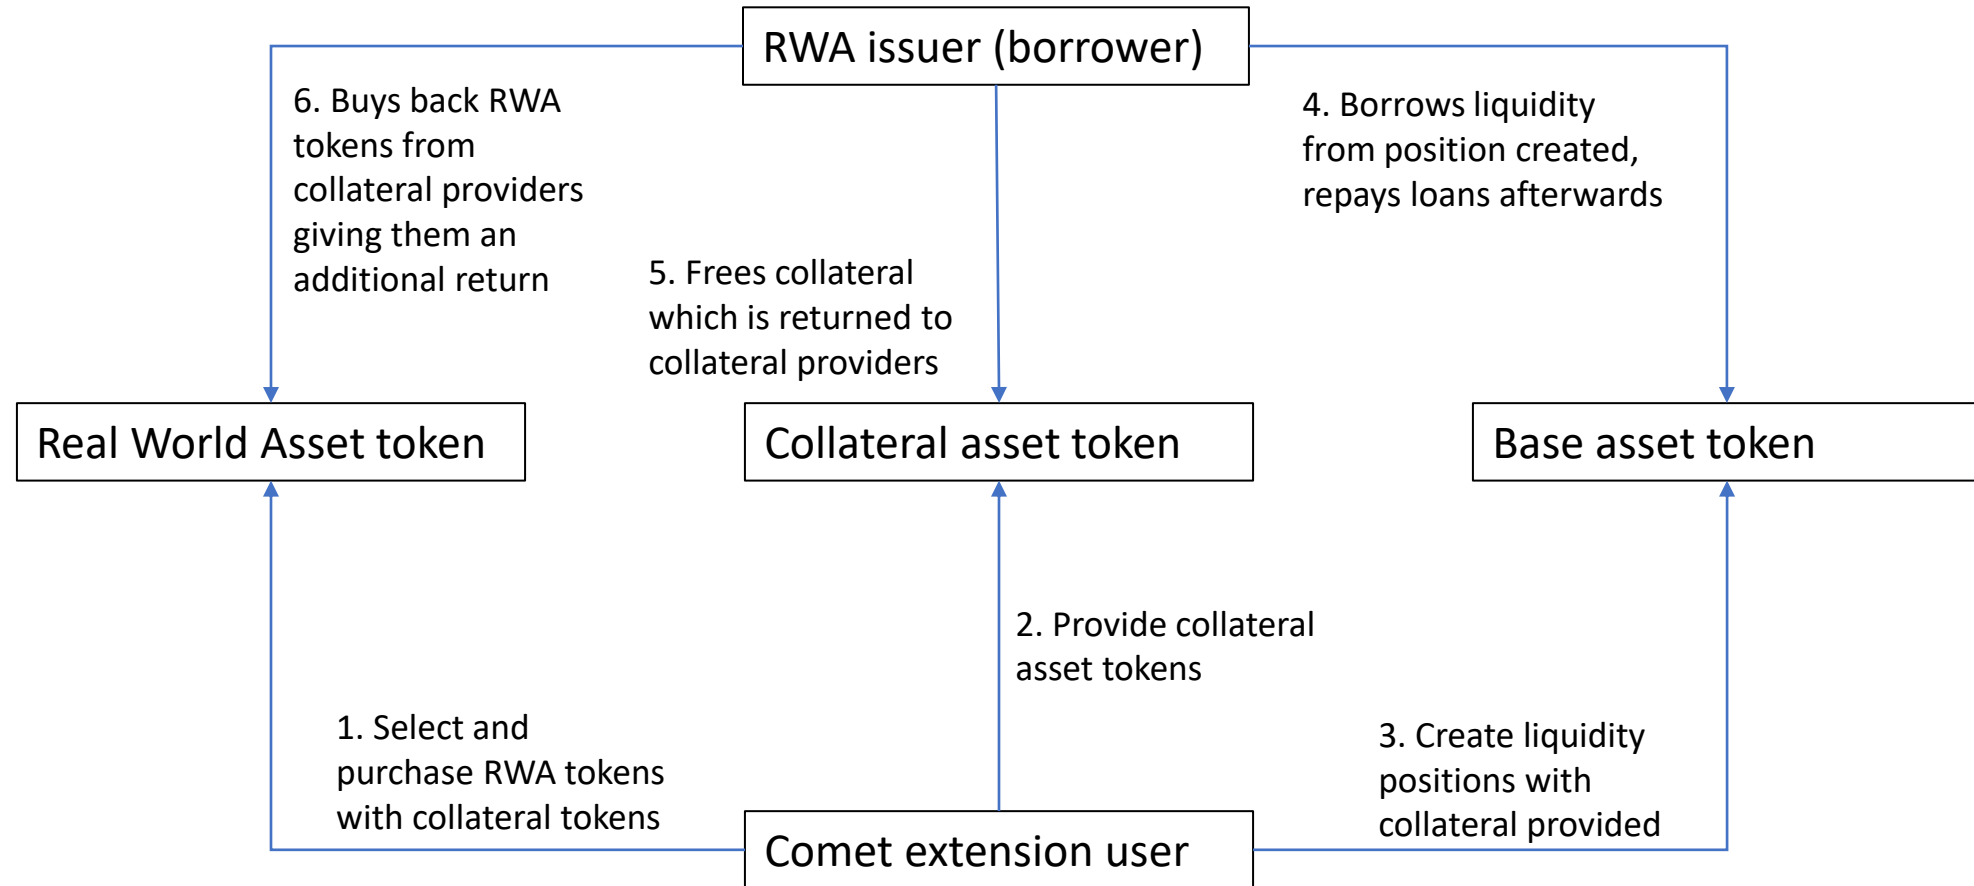 RWA issuer (borrower)
6. Buys back RWA
tokens from
collateral providers
giving them an
additional return
4. Borrows liquidity
from position created,
repays loans afterwards
5. Frees collateral
which is returned to
collateral providers
Real World Asset token
Collateral asset token
Base asset token
2. Provide collateral
asset tokens
1. Select and
purchase RWA tokens
with collateral tokens
3. Create liquidity
positions with
collateral provided
Comet extension user